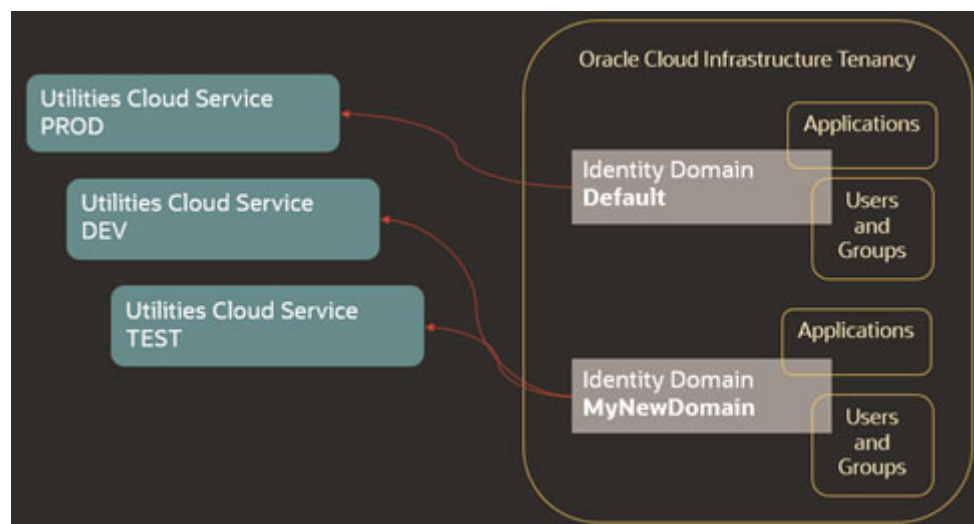 Oracle Cloud Infrastructure Tenancy
Utilities Cloud Service
PROD
Utilities Cloud Service
DEV
Utilities Cloud Service
TEST
Identity Domain
Default
Applications
Users
and
Groups
Identity Domain
MyNewDomain
Applications
Users
and
Groups